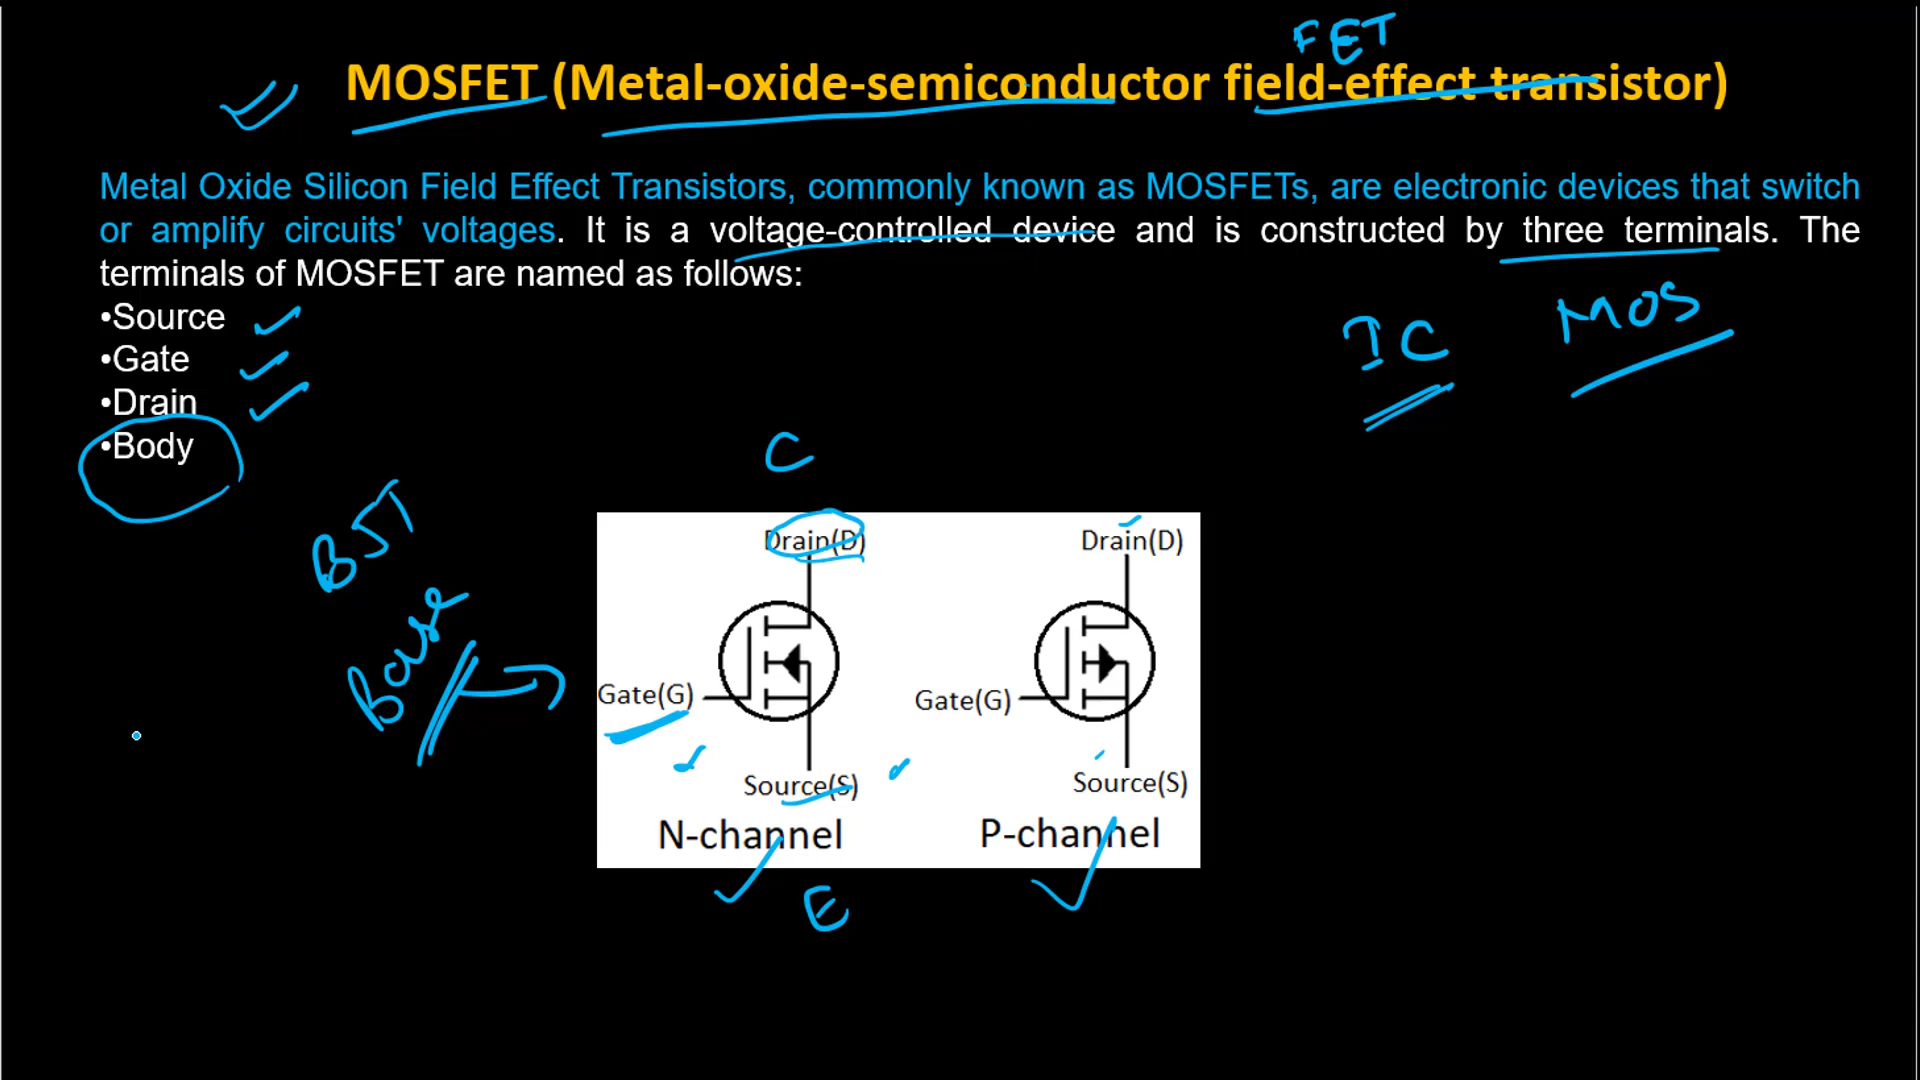 FET
MOSFET (Metal-oxide-semiconductor field-effect transistor)
Metal Oxide Silicon Field Effect Transistors, commonly known as MOSFETs, are electronic devices that switch
or amplify circuits' voltages. It is a voltage-controlled device and is constructed by three terminals. The
terminals of MOSFET are named as follows:
•Source
•Gate
•Drain
•Body
IC
MOS
C
BJT
Base
Drain(D)
Drain(D)
Gate(G)
Gate(G)
Source(S)
Source(S)
N-channel
P-channel
E